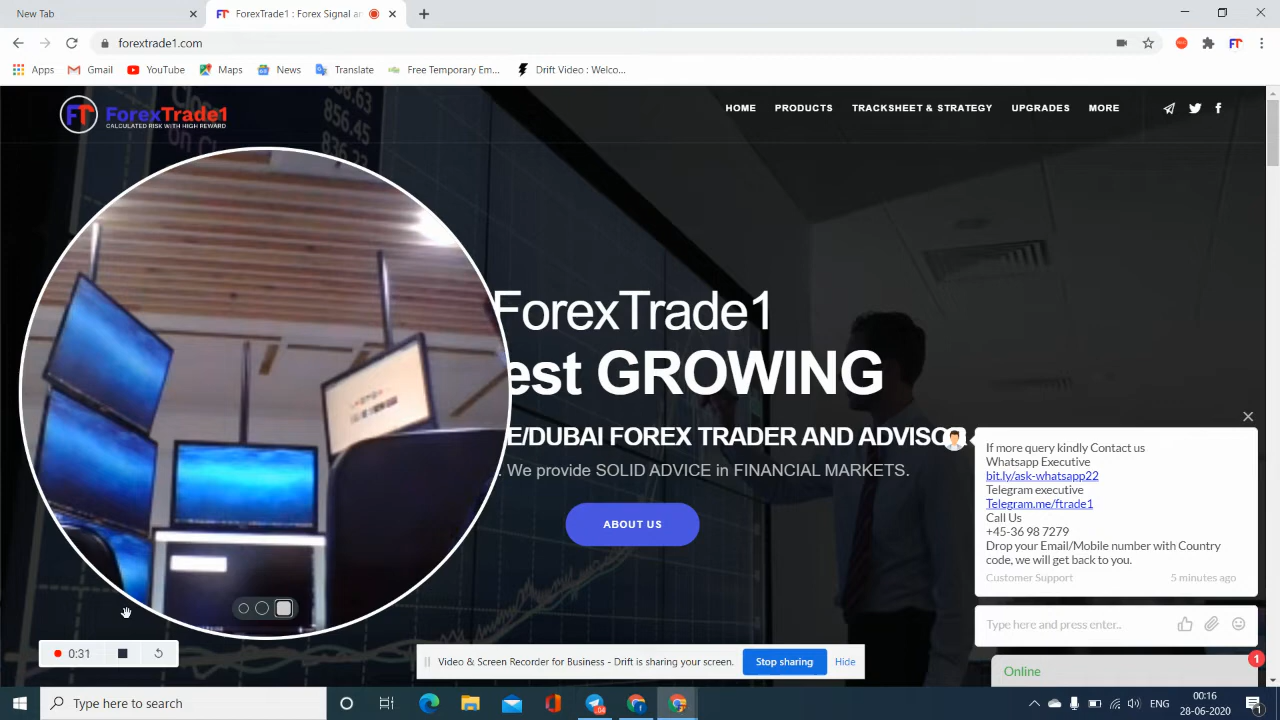 New Tab
ForexTrade1 : Forex Signal ar
forextrade1.com
Apps Gmail YouTube Maps News Translate Free Temporary Em... Drift Video : Welco...
FT ForexTrade1
CALCULATED RISK WITH HIGH REWARD
HOME PRODUCTS TRACKSHEET & STRATEGY UPGRADES MORE
ForexTrade1
est GROWING
E/DUBAI FOREX TRADER AND ADVISOR
. We provide SOLID ADVICE in FINANCIAL MARKETS.
ABOUT US
If more query kindly Contact us
Whatsapp Executive
bit.ly/ask-whatsapp22
Telegram executive
Telegram.me/ftrade1
Call Us
+45-36 98 7279
Drop your Email/Mobile number with Country
code, we will get back to you.
Customer Support 5 minutes ago
Type here and press enter..
1
Online
0:31
Video & Screen Recorder for Business - Drift is sharing your screen. Stop sharing Hide
Type here to search
ENG
00:16
28-06-2020